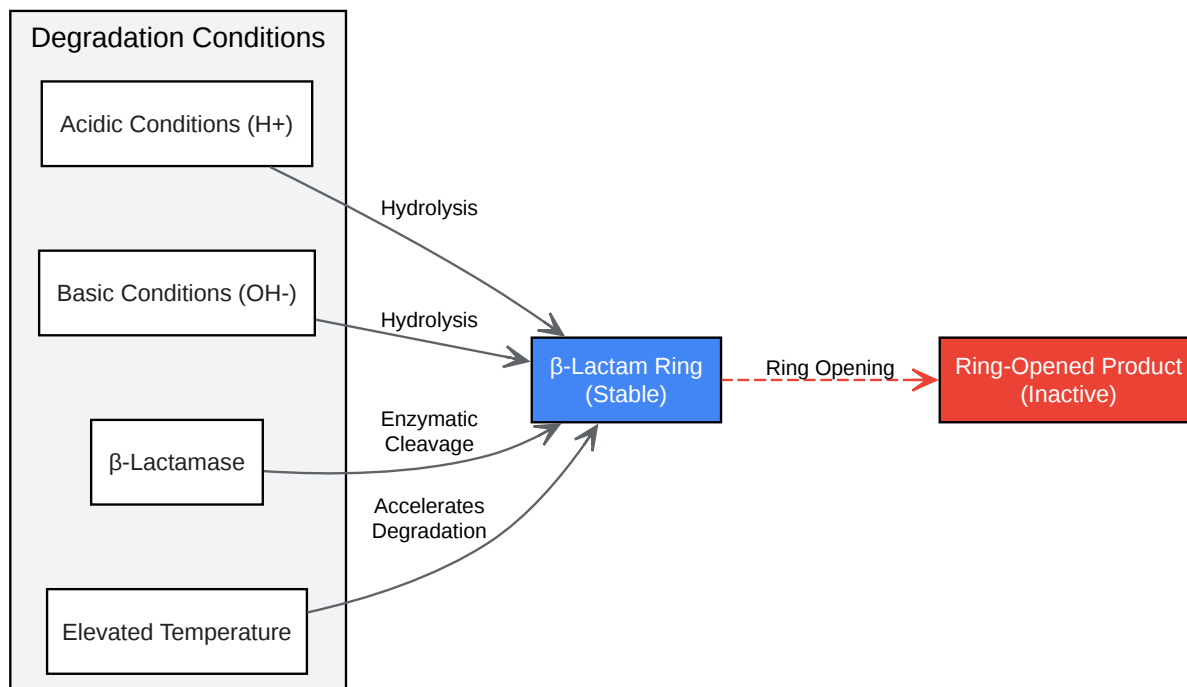 Degradation Conditions
Acidic Conditions (H+)
Hydrolysis
Basic Conditions (OH-)
Hydrolysis
β-Lactam Ring
(Stable)
Ring Opening
Ring-Opened Product
(Inactive)
Enzymatic
Cleavage
β-Lactamase
Accelerates
Degradation
Elevated Temperature